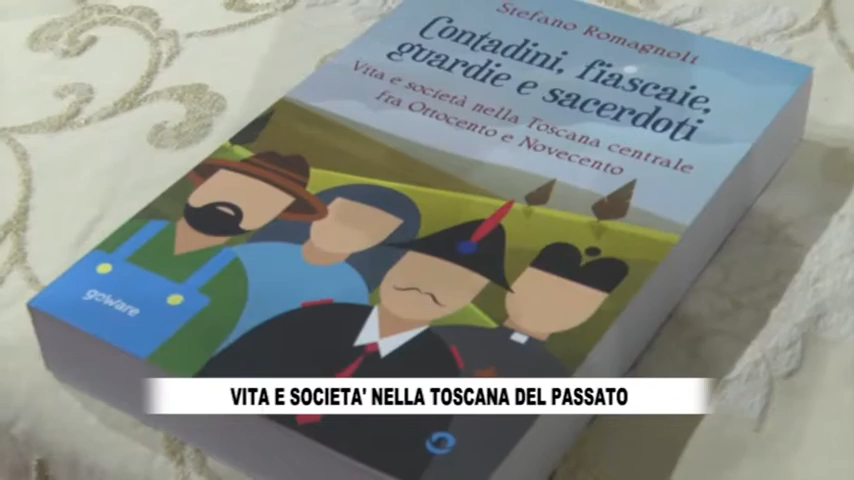 Stefano Romagnoli
Contadini, fiascaie,
guardie e sacerdoti
Vita e società nella Toscana centrale
fra Ottocento e Novecento
goware
VITA E SOCIETA' NELLA TOSCANA DEL PASSATO